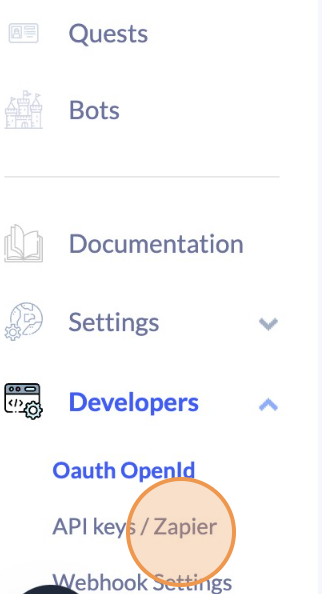 Quests
Bots
Documentation
Settings
Developers
Oauth OpenId
API keys / Zapier
Webhook Settings